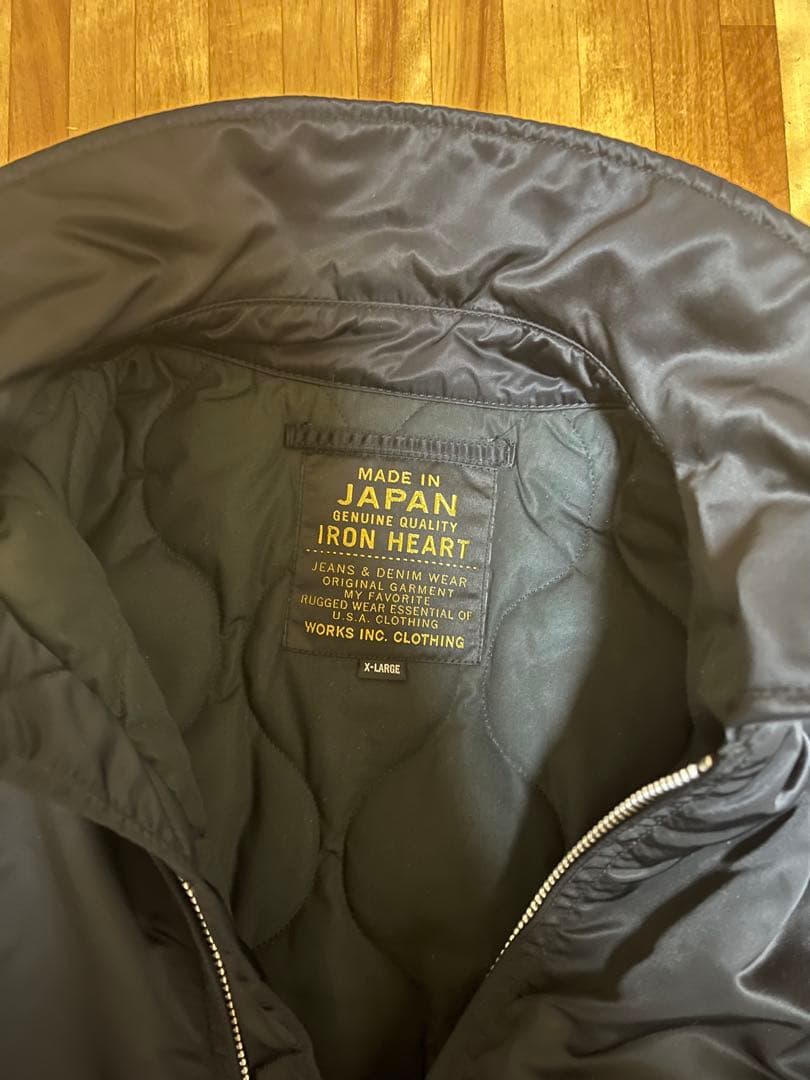 MADE IN
JAPAN
GENUINE QUALITY
IRON HEART
JEANS & DENIM WEAR
ORIGINAL GARMENT
MY FAVORITE
RUGGED WEAR ESSENTIAL OF
U.S.A. CLOTHING
WORKS INC. CLOTHING
X-LARGE